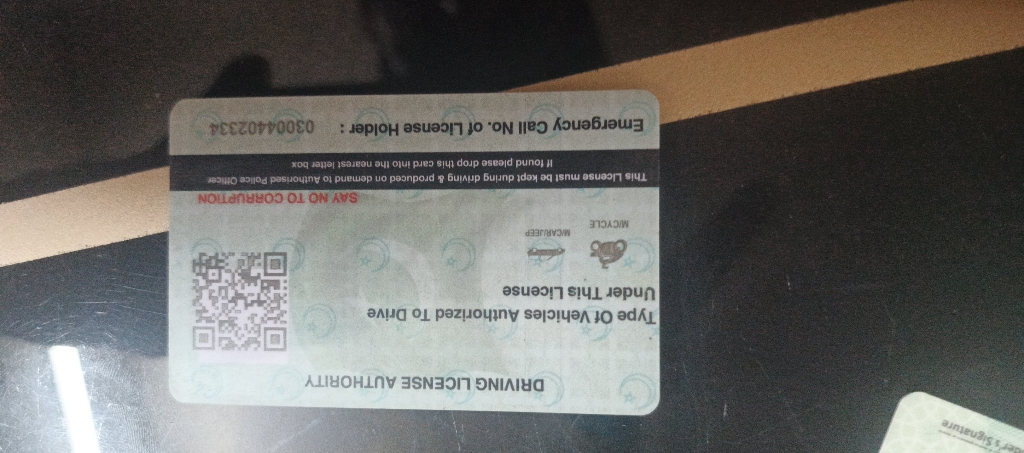 DRIVING LICENSE AUTHORITY
Type Of Vehicles Authorized To Drive
Under This License
M/CYCLE
M/CAR/JEEP
SAY NO TO CORRUPTION
This License must be kept during driving & produced on demand to Authorised Police Officer
If found please drop this card into the nearest letter box
Emergency Call No. of License Holder : 03004402334
der's Signature